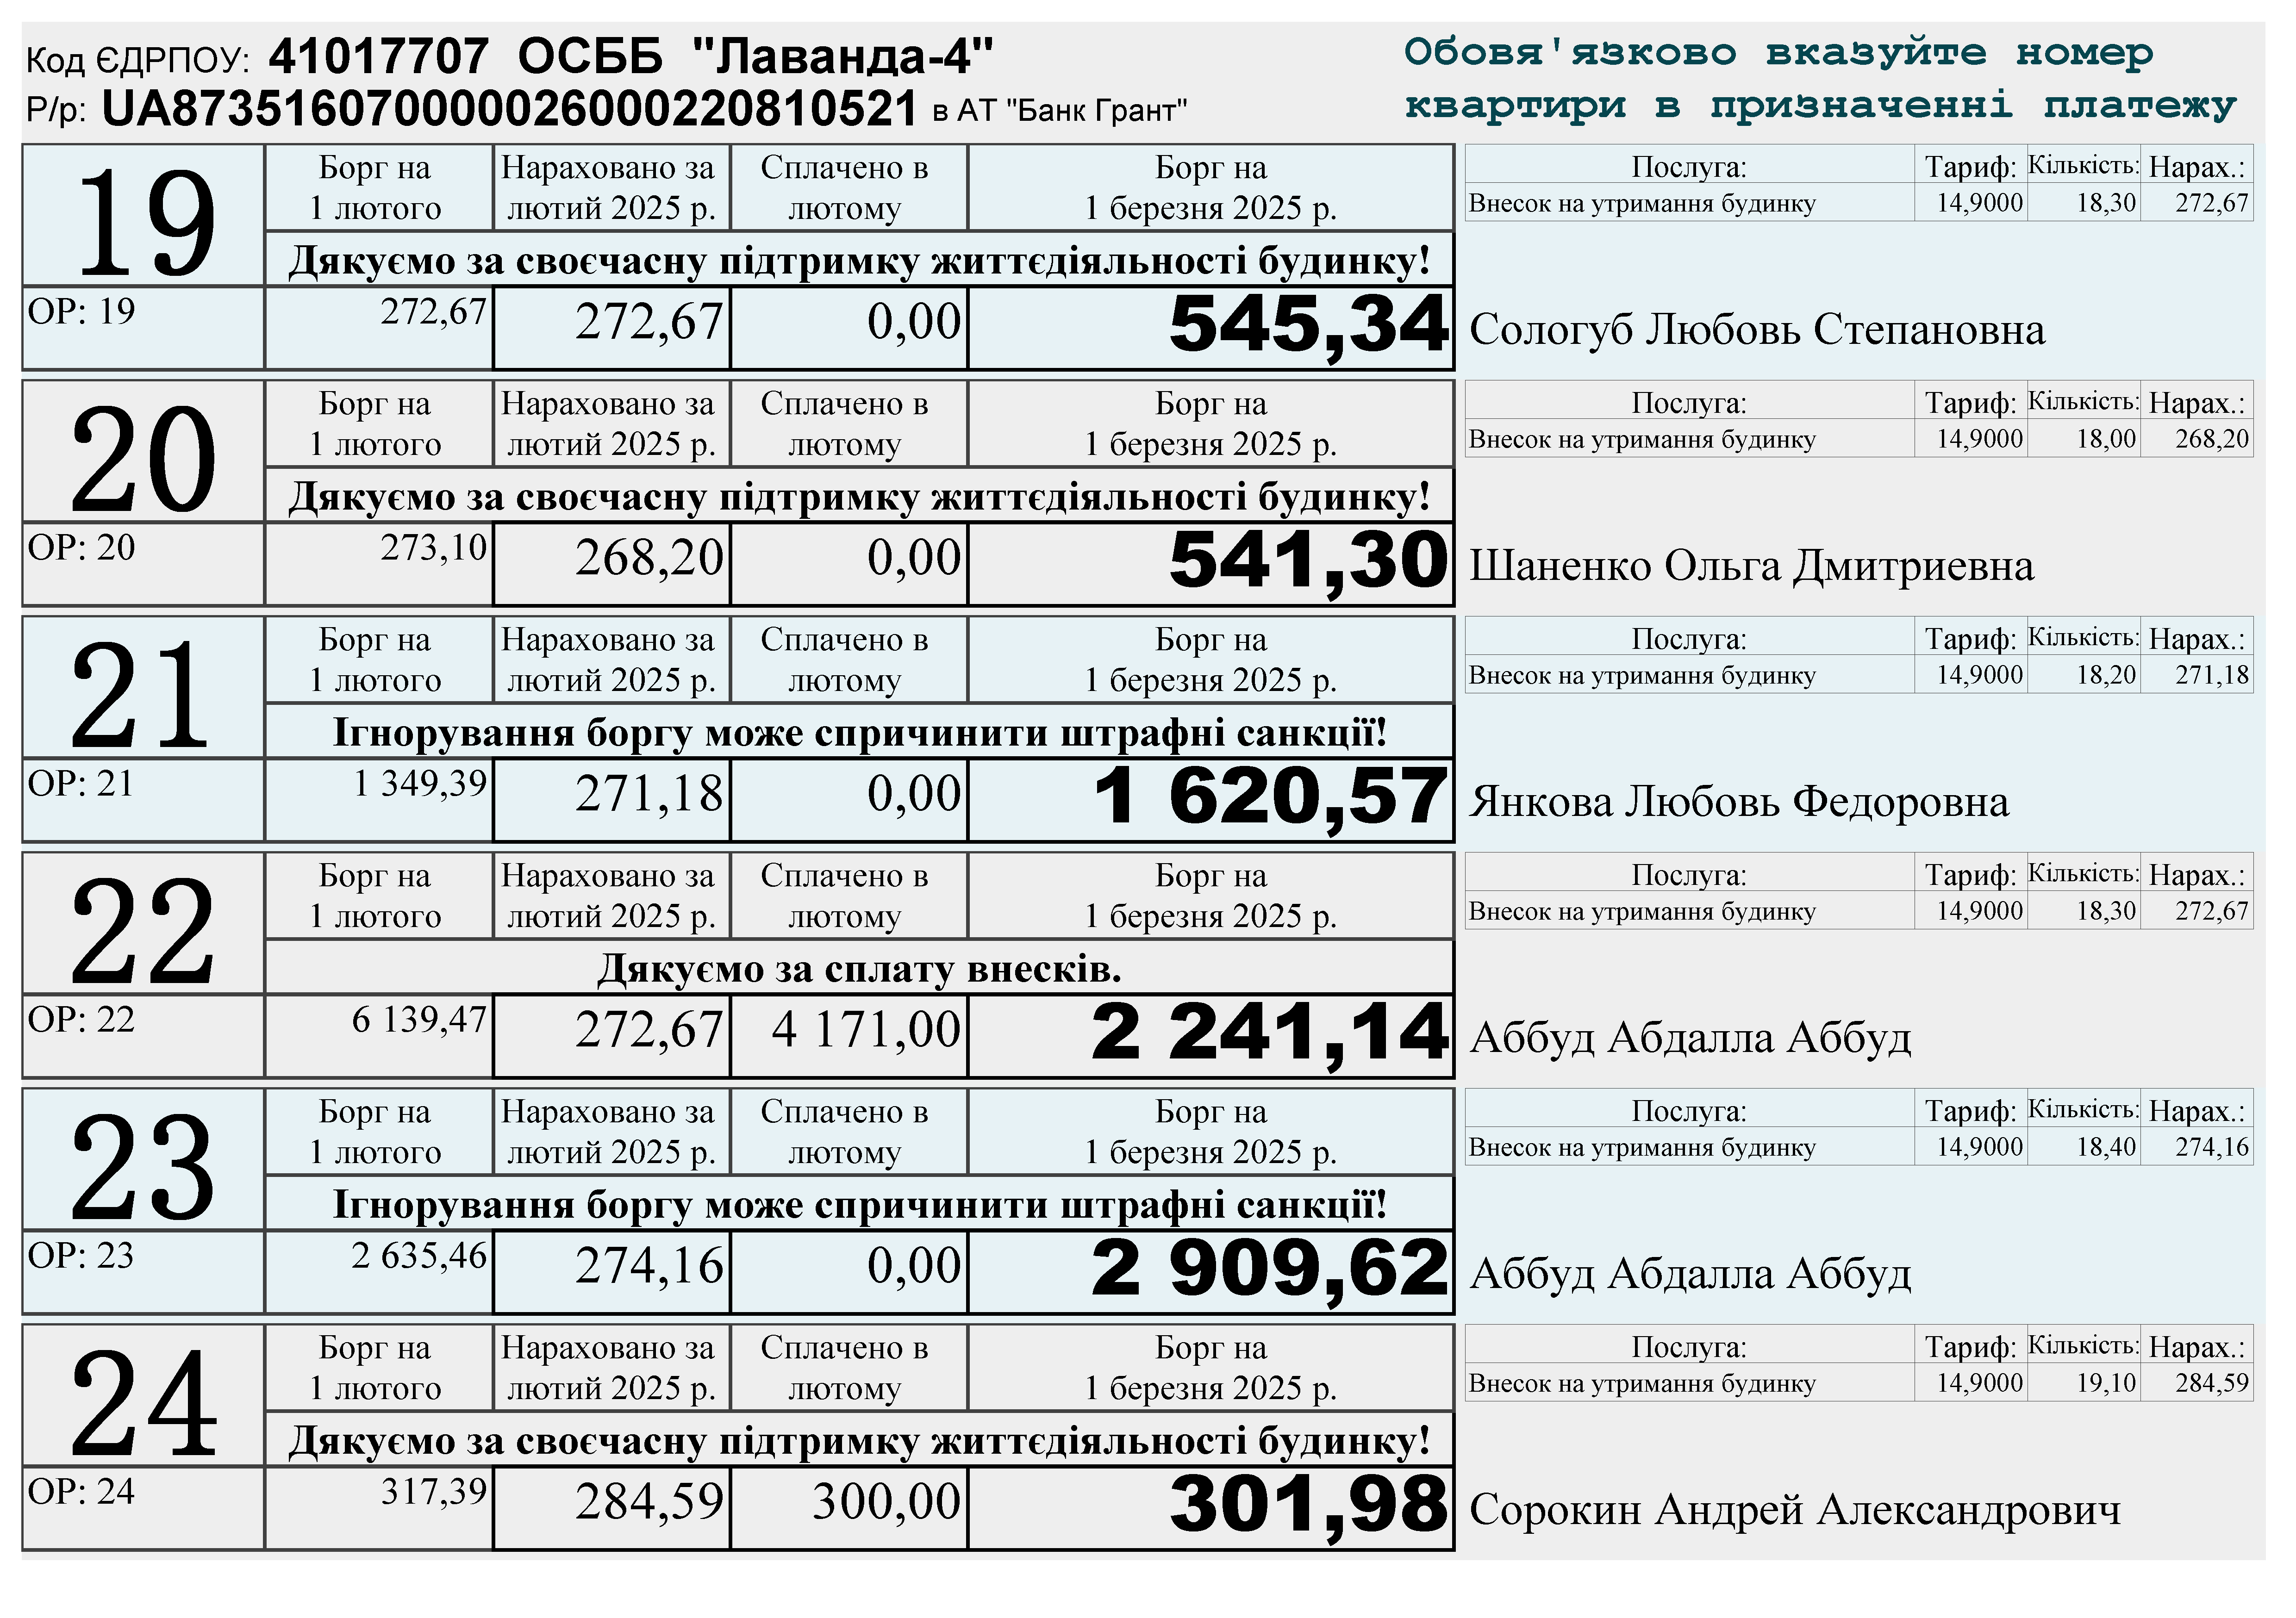 Код ЄДРПОУ: 41017707 ОСББ "Лаванда-4"
Р/р: UA873516070000026000220810521 в АТ "Банк Грант"
Обовя'язково вказуйте номер
квартири в призначенні платежу
19
Борг на 1 лютого
Нараховано за лютий 2025 р.
Сплачено в лютому
Борг на 1 березня 2025 р.
Дякуємо за своєчасну підтримку життєдіяльності будинку!
ОР: 19 272,67 272,67 0,00 545,34
Послуга: Тариф: Кількість: Нарах.:
Внесок на утримання будинку 14,9000 18,30 272,67
Сологуб Любовь Степановна
20
Борг на 1 лютого
Нараховано за лютий 2025 р.
Сплачено в лютому
Борг на 1 березня 2025 р.
Дякуємо за своєчасну підтримку життєдіяльності будинку!
ОР: 20 273,10 268,20 0,00 541,30
Послуга: Тариф: Кількість: Нарах.:
Внесок на утримання будинку 14,9000 18,00 268,20
Шаненко Ольга Дмитриевна
21
Борг на 1 лютого
Нараховано за лютий 2025 р.
Сплачено в лютому
Борг на 1 березня 2025 р.
Ігнорування боргу може спричинити штрафні санкції!
ОР: 21 1 349,39 271,18 0,00 1 620,57
Послуга: Тариф: Кількість: Нарах.:
Внесок на утримання будинку 14,9000 18,20 271,18
Янкова Любовь Федоровна
22
Борг на 1 лютого
Нараховано за лютий 2025 р.
Сплачено в лютому
Борг на 1 березня 2025 р.
Дякуємо за сплату внесків.
ОР: 22 6 139,47 272,67 4 171,00 2 241,14
Послуга: Тариф: Кількість: Нарах.:
Внесок на утримання будинку 14,9000 18,30 272,67
Аббуд Абдалла Аббуд
23
Борг на 1 лютого
Нараховано за лютий 2025 р.
Сплачено в лютому
Борг на 1 березня 2025 р.
Ігнорування боргу може спричинити штрафні санкції!
ОР: 23 2 635,46 274,16 0,00 2 909,62
Послуга: Тариф: Кількість: Нарах.:
Внесок на утримання будинку 14,9000 18,40 274,16
Аббуд Абдалла Аббуд
24
Борг на 1 лютого
Нараховано за лютий 2025 р.
Сплачено в лютому
Борг на 1 березня 2025 р.
Дякуємо за своєчасну підтримку життєдіяльності будинку!
ОР: 24 317,39 284,59 300,00 301,98
Послуга: Тариф: Кількість: Нарах.:
Внесок на утримання будинку 14,9000 19,10 284,59
Сорокин Андрей Александрович